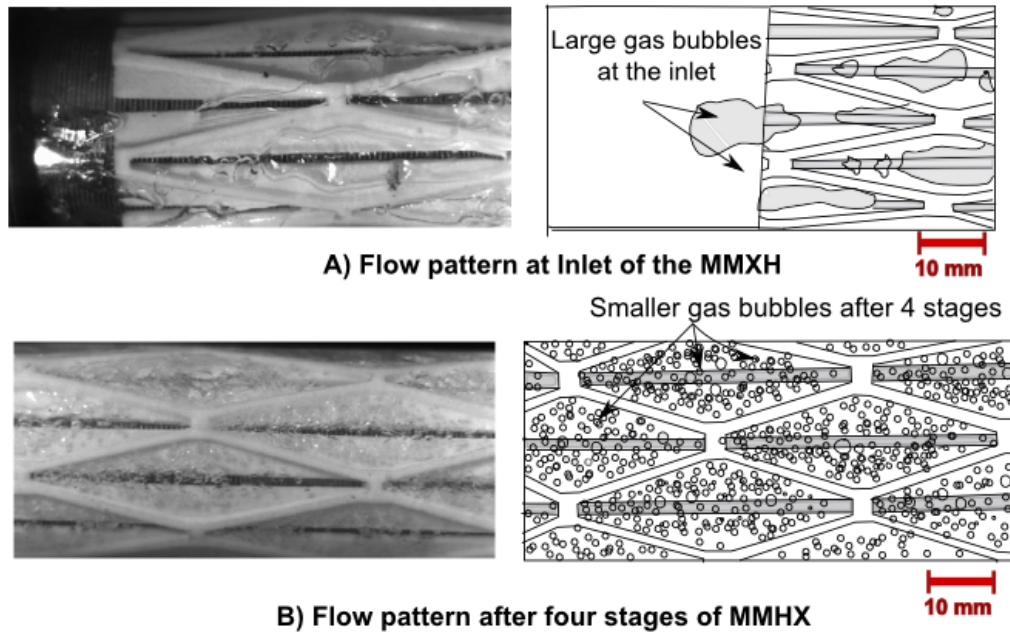 Large gas bubbles
at the inlet
A) Flow pattern at Inlet of the MMXH
10 mm
Smaller gas bubbles after 4 stages
10 mm
B) Flow pattern after four stages of MMHX